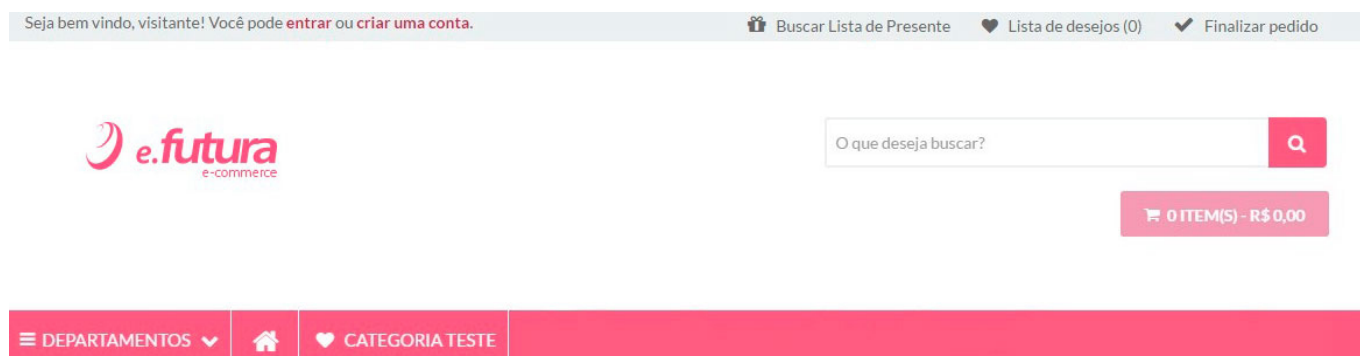 Seja bem vindo, visitante! Você pode entrar ou criar uma conta.
Buscar Lista de Presente
Lista de desejos (0)
Finalizar pedido
e.futura
e-commerce
O que deseja buscar?
0 ITEM(S) - R$ 0,00
DEPARTAMENTOS
CATEGORIA TESTE